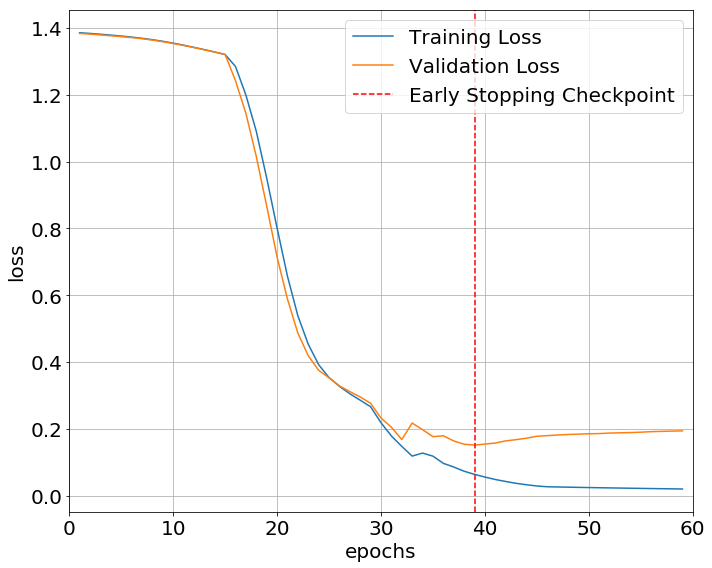 1.4
1.2
1.0
0.8
0.6
0.4
0.2
0.0
loss
Training Loss
Validation Loss
Early Stopping Checkpoint
0 10 20 30 40 50 60
epochs